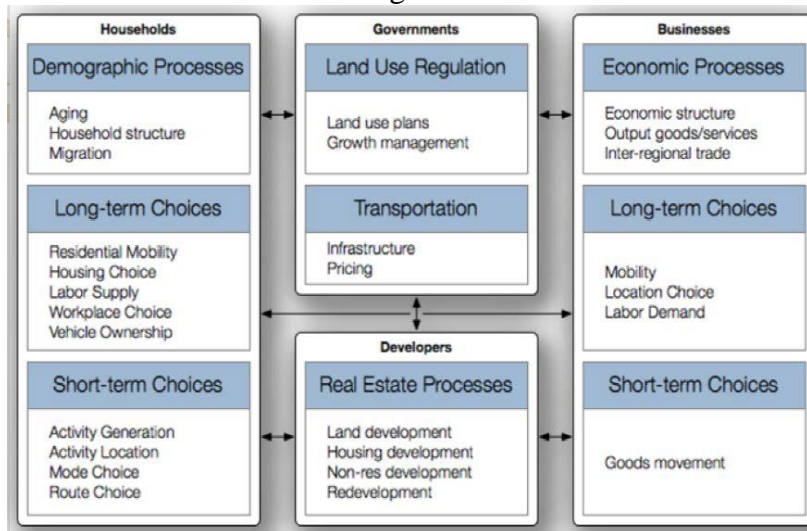 Households
Demographic Processes
Aging
Household structure
Migration
Long-term Choices
Residential Mobility
Housing Choice
Labor Supply
Workplace Choice
Vehicle Ownership
Short-term Choices
Activity Generation
Activity Location
Mode Choice
Route Choice
Governments
Land Use Regulation
Land use plans
Growth management
Transportation
Infrastructure
Pricing
Developers
Real Estate Processes
Land development
Housing development
Non-res development
Redevelopment
Businesses
Economic Processes
Economic structure
Output goods/services
Inter-regional trade
Long-term Choices
Mobility
Location Choice
Labor Demand
Short-term Choices
Goods movement